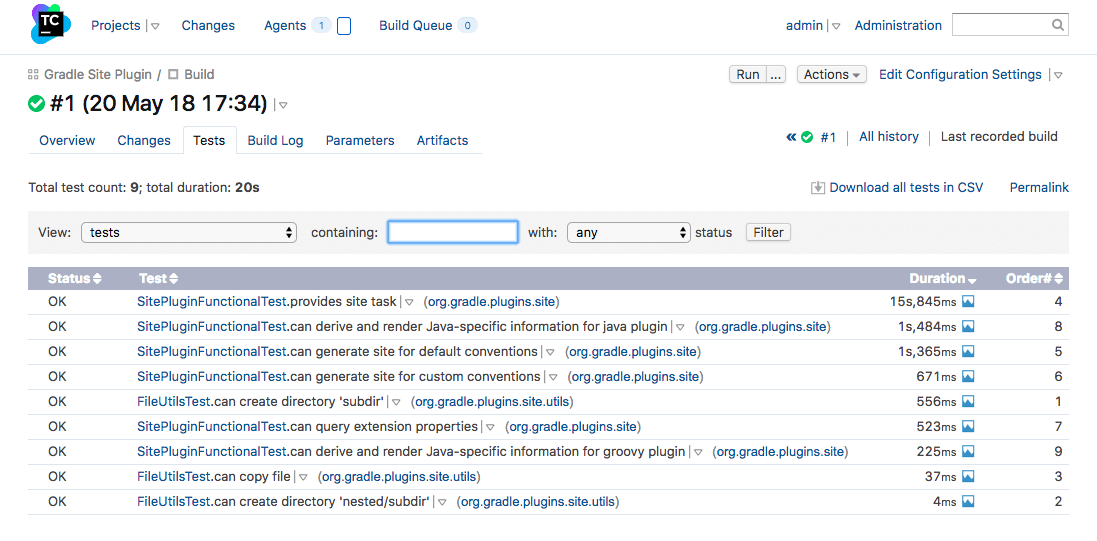 TC Projects Changes Agents 1 Build Queue 0 admin Administration
Gradle Site Plugin / Build Run ... Actions Edit Configuration Settings
#1 (20 May 18 17:34)
Overview Changes Tests Build Log Parameters Artifacts « #1 All history Last recorded build
Total test count: 9; total duration: 20s Download all tests in CSV Permalink
View: tests containing: with: any status Filter
Status Test Duration Order#
OK SitePluginFunctionalTest.provides site task (org.gradle.plugins.site) 15s,845ms 4
OK SitePluginFunctionalTest.can derive and render Java-specific information for java plugin (org.gradle.plugins.site) 1s,484ms 8
OK SitePluginFunctionalTest.can generate site for default conventions (org.gradle.plugins.site) 1s,365ms 5
OK SitePluginFunctionalTest.can generate site for custom conventions (org.gradle.plugins.site) 671ms 6
OK FileUtilsTest.can create directory 'subdir' (org.gradle.plugins.site.utils) 556ms 1
OK SitePluginFunctionalTest.can query extension properties (org.gradle.plugins.site) 523ms 7
OK SitePluginFunctionalTest.can derive and render Java-specific information for groovy plugin (org.gradle.plugins.site) 225ms 9
OK FileUtilsTest.can copy file (org.gradle.plugins.site.utils) 37ms 3
OK FileUtilsTest.can create directory 'nested/subdir' (org.gradle.plugins.site.utils) 4ms 2